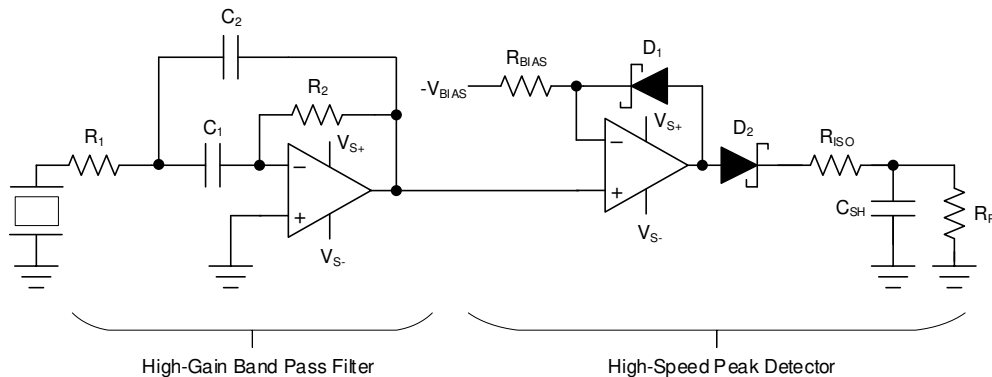 C2
D1
RBIAS
R2
-VBIAS
R1
C1
VS+
VS+
D2
RISO
CSH
VS-
VS-
High-Gain Band Pass Filter
High-Speed Peak Detector